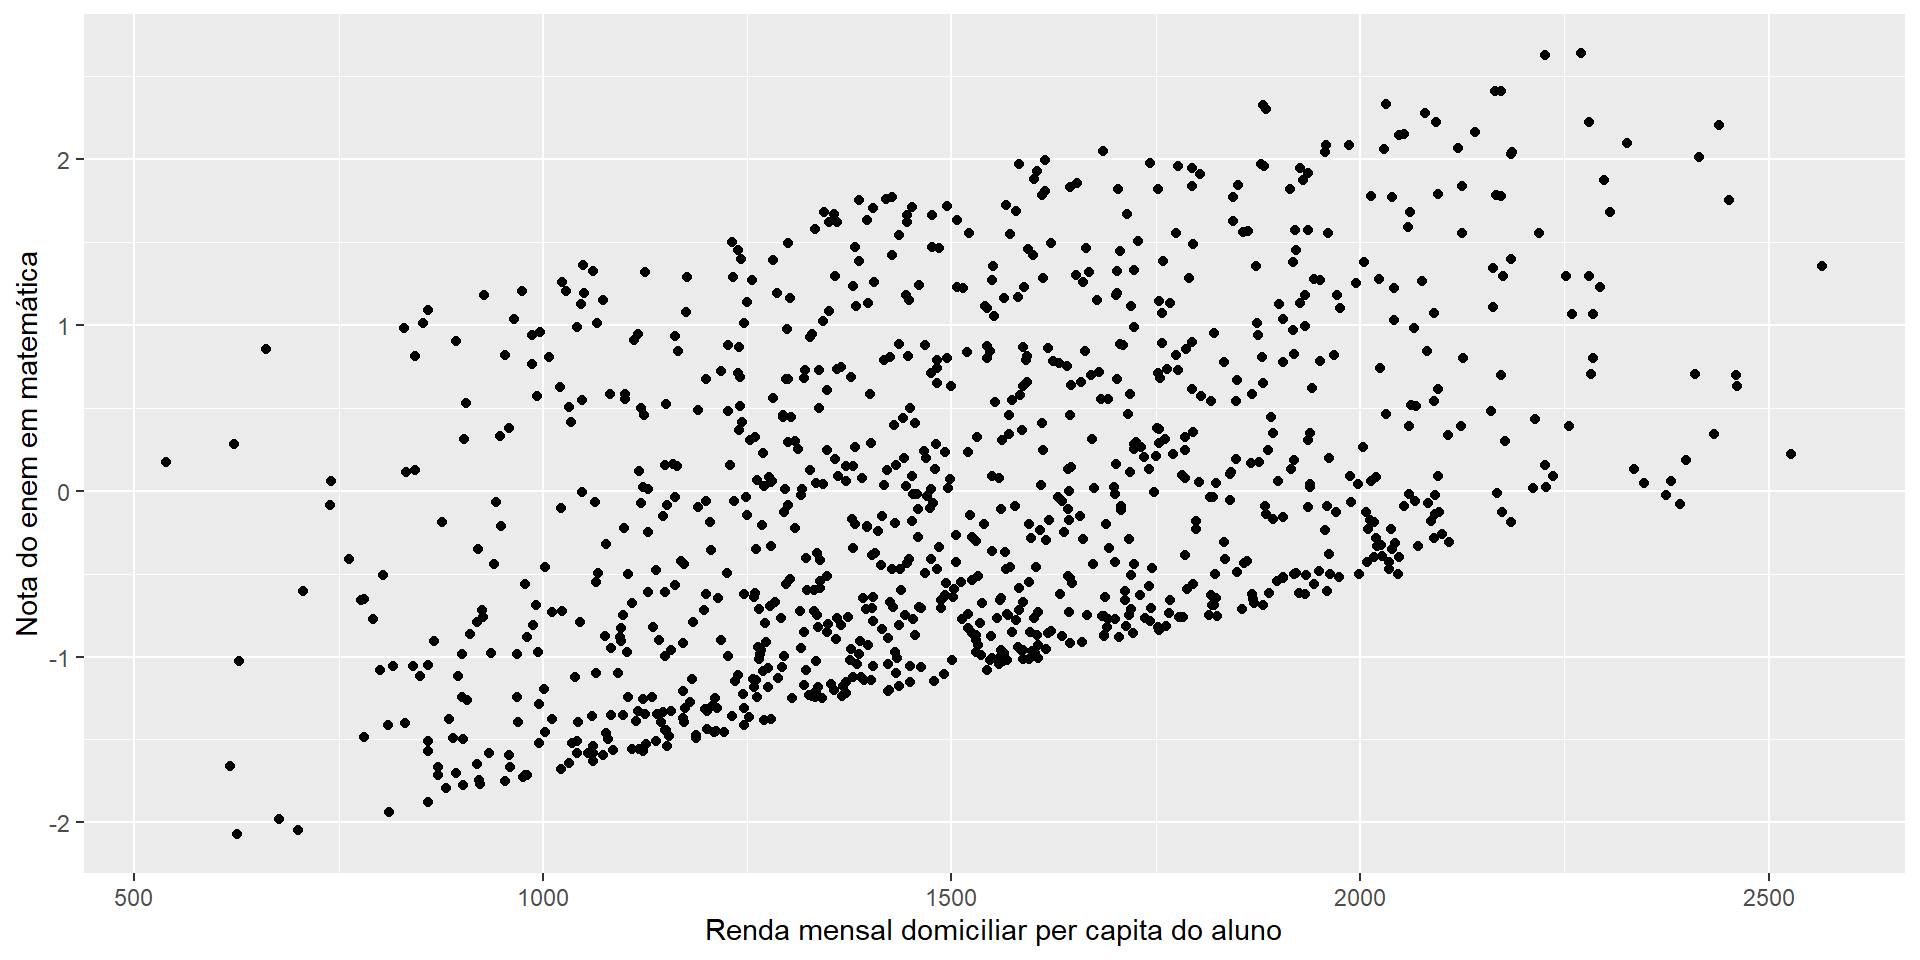 Nota do enem em matemática
2
1
0
-1
-2
500 1000 1500 2000 2500
Renda mensal domiciliar per capita do aluno